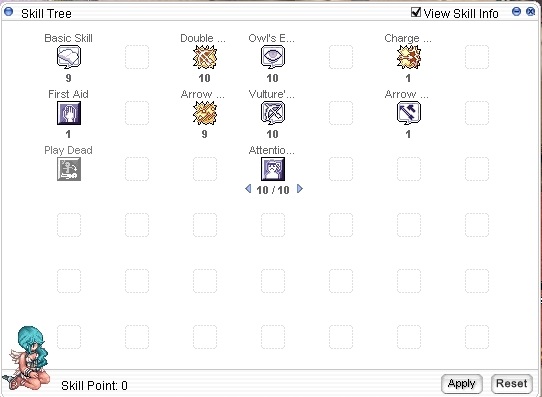 Skill Tree
View Skill Info
Basic Skill
Double ...
Owl's E...
Charge ...
9
10
10
1
First Aid
Arrow ...
Vulture'...
Arrow ...
1
9
10
1
Play Dead
Attentio...
10 / 10
Skill Point: 0
Apply
Reset